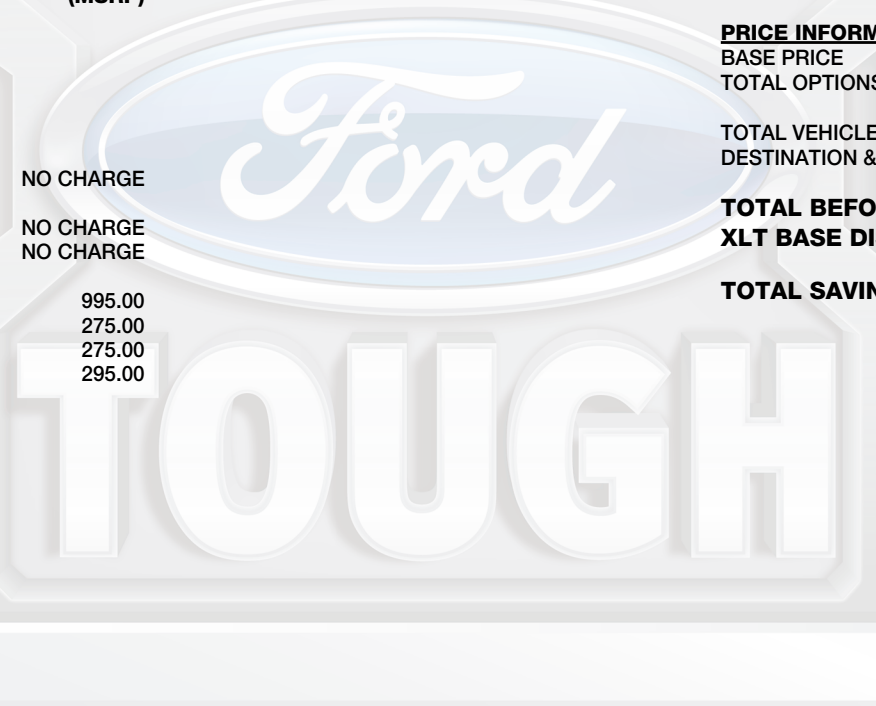 (MSRP)
NO CHARGE
NO CHARGE
NO CHARGE
995.00
275.00
275.00
295.00
PRICE INFORM
BASE PRICE
TOTAL OPTIONS
TOTAL VEHICLE
DESTINATION &
TOTAL BEFO
XLT BASE DI
TOTAL SAVIN
Ford
TOUGH